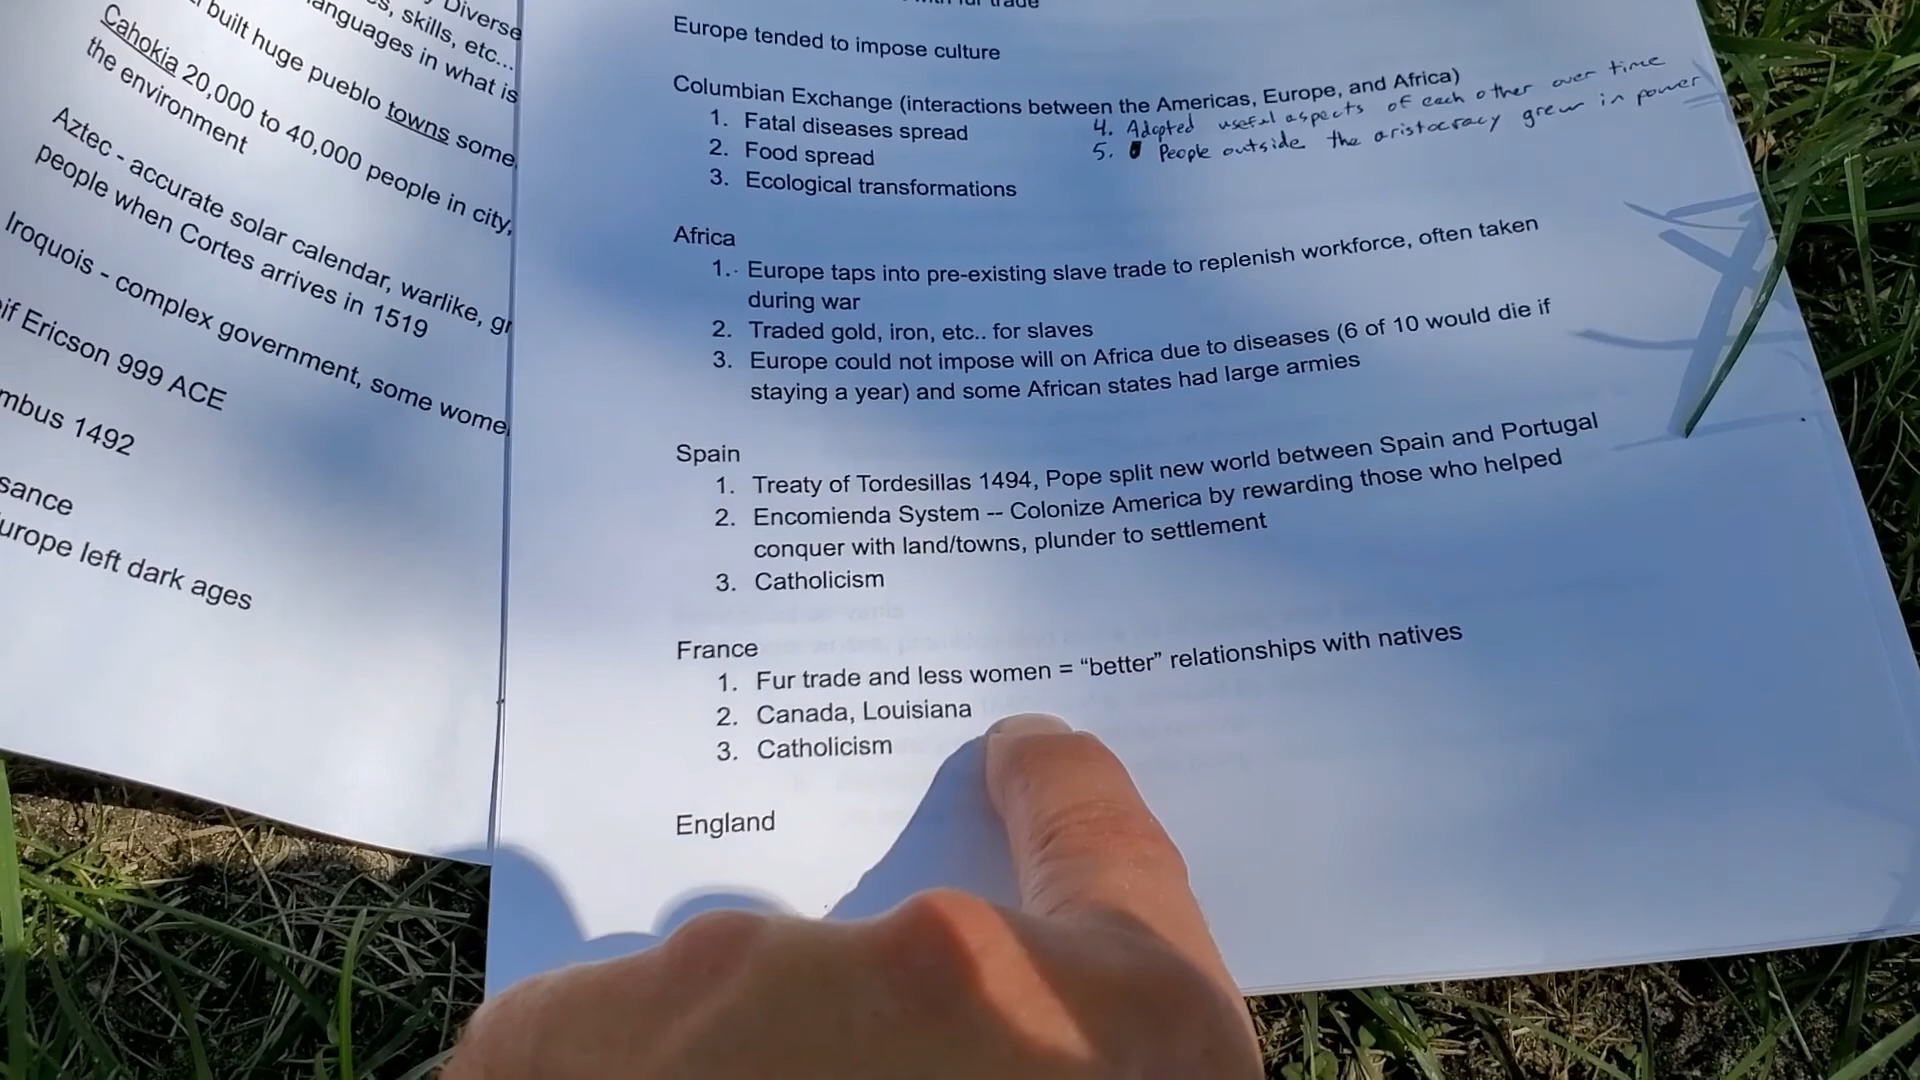 Diverse
skills, etc...
languages in what is
built huge pueblo towns some
Cahokia 20,000 to 40,000 people in city,
the environment
Aztec - accurate solar calendar, warlike,
people when Cortes arrives in 1519
Iroquois - complex government, some
Ericson 999 ACE
1492
left dark ages
trade
Europe tended to impose culture
Columbian Exchange (interactions between the Americas, Europe, and Africa)
1. Fatal diseases spread
2. Food spread
3. Ecological transformations
4. Adopted useful aspects of each other over time
5. People outside the aristocracy grew in power
Africa
1. Europe taps into pre-existing slave trade to replenish workforce, often taken
during war
2. Traded gold, iron, etc.. for slaves
3. Europe could not impose will on Africa due to diseases (6 of 10 would die if
staying a year) and some African states had large armies
Spain
1. Treaty of Tordesillas 1494, Pope split new world between Spain and Portugal
2. Encomienda System -- Colonize America by rewarding those who helped
conquer with land/towns, plunder to settlement
3. Catholicism
France
1. Fur trade and less women = “better” relationships with natives
2. Canada, Louisiana
3. Catholicism
England